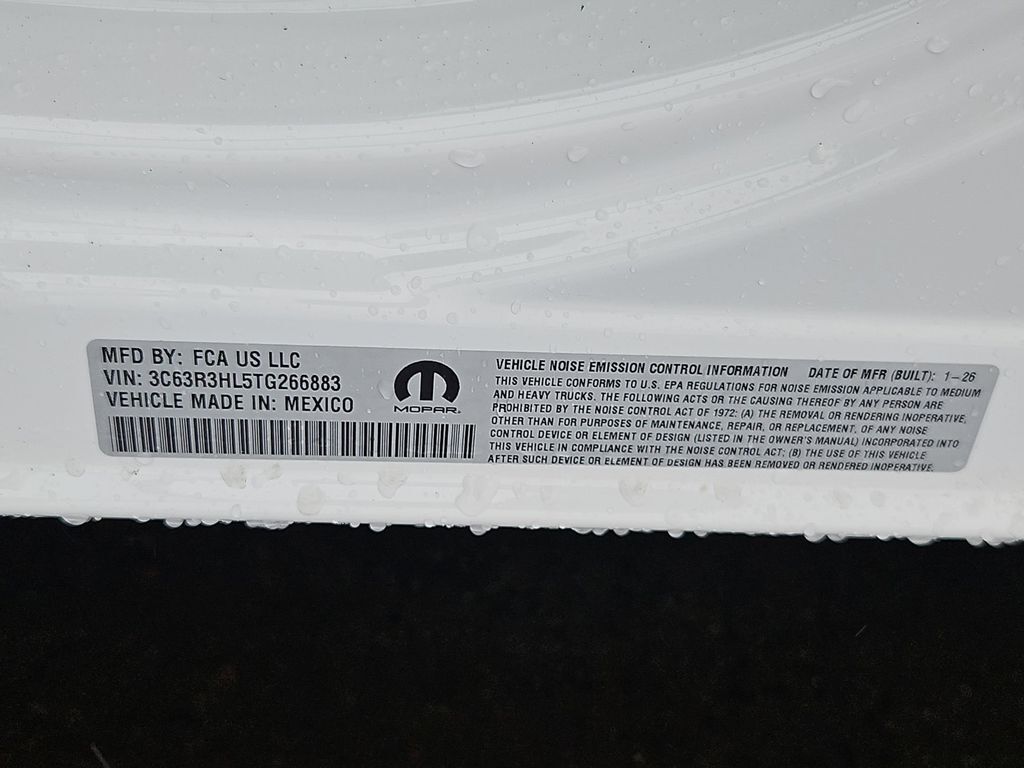 MFD BY: FCA US LLC
VIN: 3C63R3HL5TG266883
VEHICLE MADE IN: MEXICO
MOPAR
VEHICLE NOISE EMISSION CONTROL INFORMATION DATE OF MFR (BUILT): 1-26
THIS VEHICLE CONFORMS TO U.S. EPA REGULATIONS FOR NOISE EMISSION APPLICABLE TO MEDIUM
AND HEAVY TRUCKS. THE FOLLOWING ACTS OR THE CAUSING THEREOF BY ANY PERSON ARE
PROHIBITED BY THE NOISE CONTROL ACT OF 1972: (A) THE REMOVAL OR RENDERING INOPERATIVE,
OTHER THAN FOR PURPOSES OF MAINTENANCE, REPAIR, OR REPLACEMENT, OF ANY NOISE
CONTROL DEVICE OR ELEMENT OF DESIGN (LISTED IN THE OWNER'S MANUAL) INCORPORATED INTO
THIS VEHICLE IN COMPLIANCE WITH THE NOISE CONTROL ACT; (B) THE USE OF THIS VEHICLE
AFTER SUCH DEVICE OR ELEMENT OF DESIGN HAS BEEN REMOVED OR RENDERED INOPERATIVE.